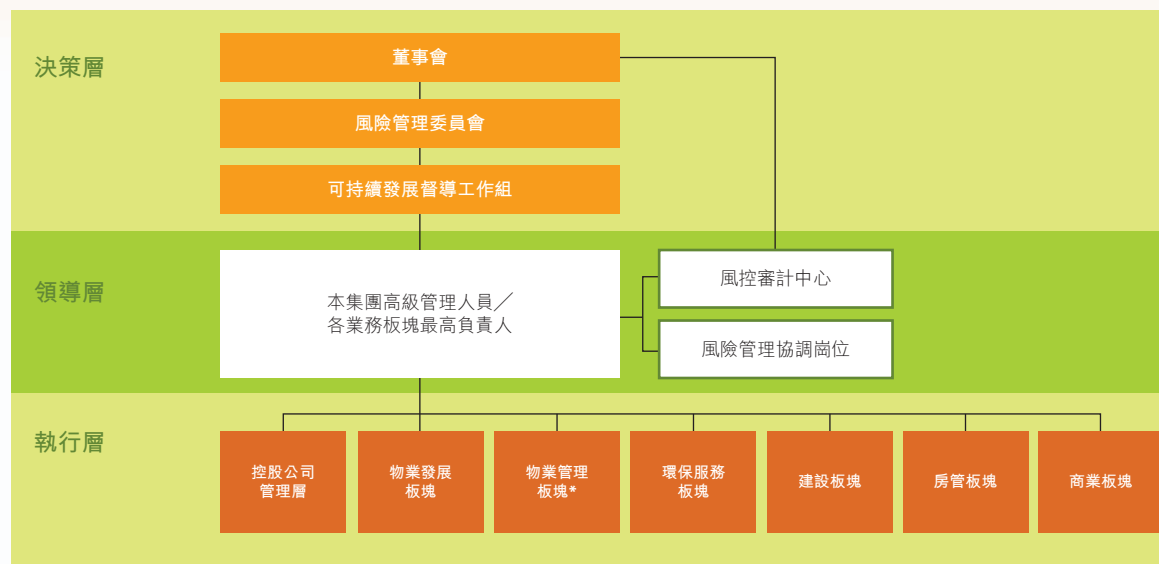 決策層
董事會
風險管理委員會
可持續發展督導工作組
領導層
本集團高級管理人員／
各業務板塊最高負責人
風控審計中心
風險管理協調崗位
執行層
控股公司
管理層
物業發展
板塊
物業管理
板塊*
環保服務
板塊
建設板塊
房管板塊
商業板塊